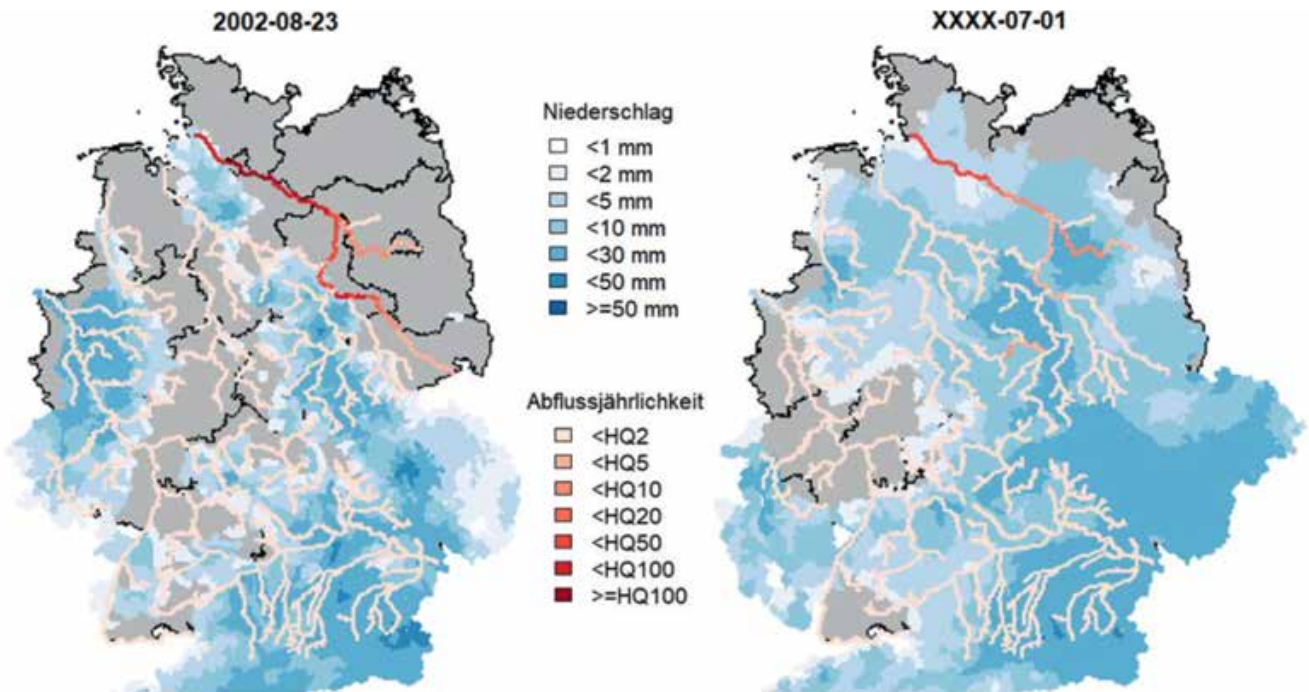 2002-08-23
XXXX-07-01
Niederschlag
<1 mm
<2 mm
<5 mm
<10 mm
<30 mm
<50 mm
>=50 mm
Abflussjährlichkeit
<HQ2
<HQ5
<HQ10
<HQ20
<HQ50
<HQ100
>=HQ100